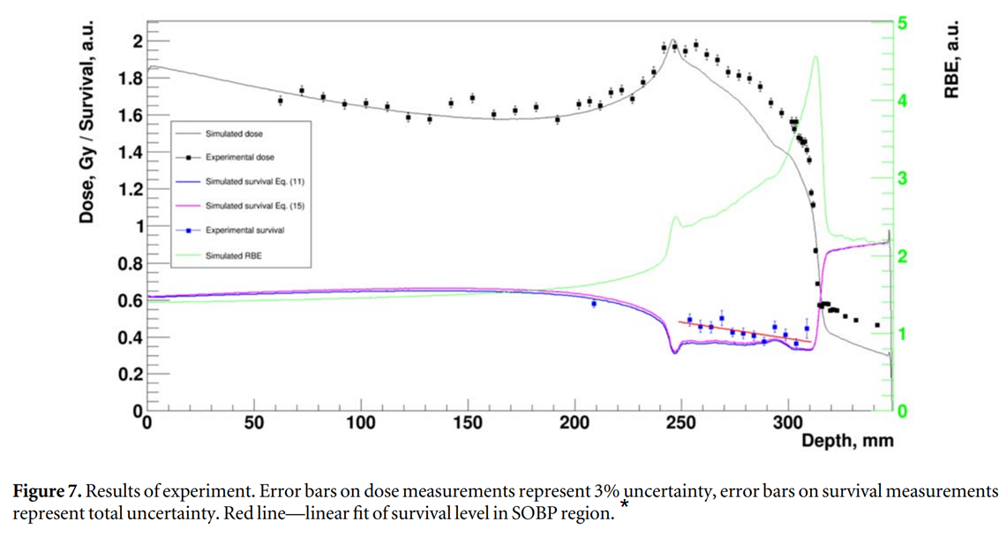 Dose, Gy / Survival, a.u.
2
1.8
1.6
1.4
1.2
1
0.8
0.6
0.4
0.2
0
Simulated dose
Experimental dose
Simulated survival Eq. (11)
Simulated survival Eq. (15)
Experimental survival
Simulated RBE
5
4
3
2
1
0
RBE, a.u.
0 50 100 150 200 250 300
Depth, mm
Figure 7. Results of experiment. Error bars on dose measurements represent 3% uncertainty, error bars on survival measurements
represent total uncertainty. Red line—linear fit of survival level in SOBP region. *